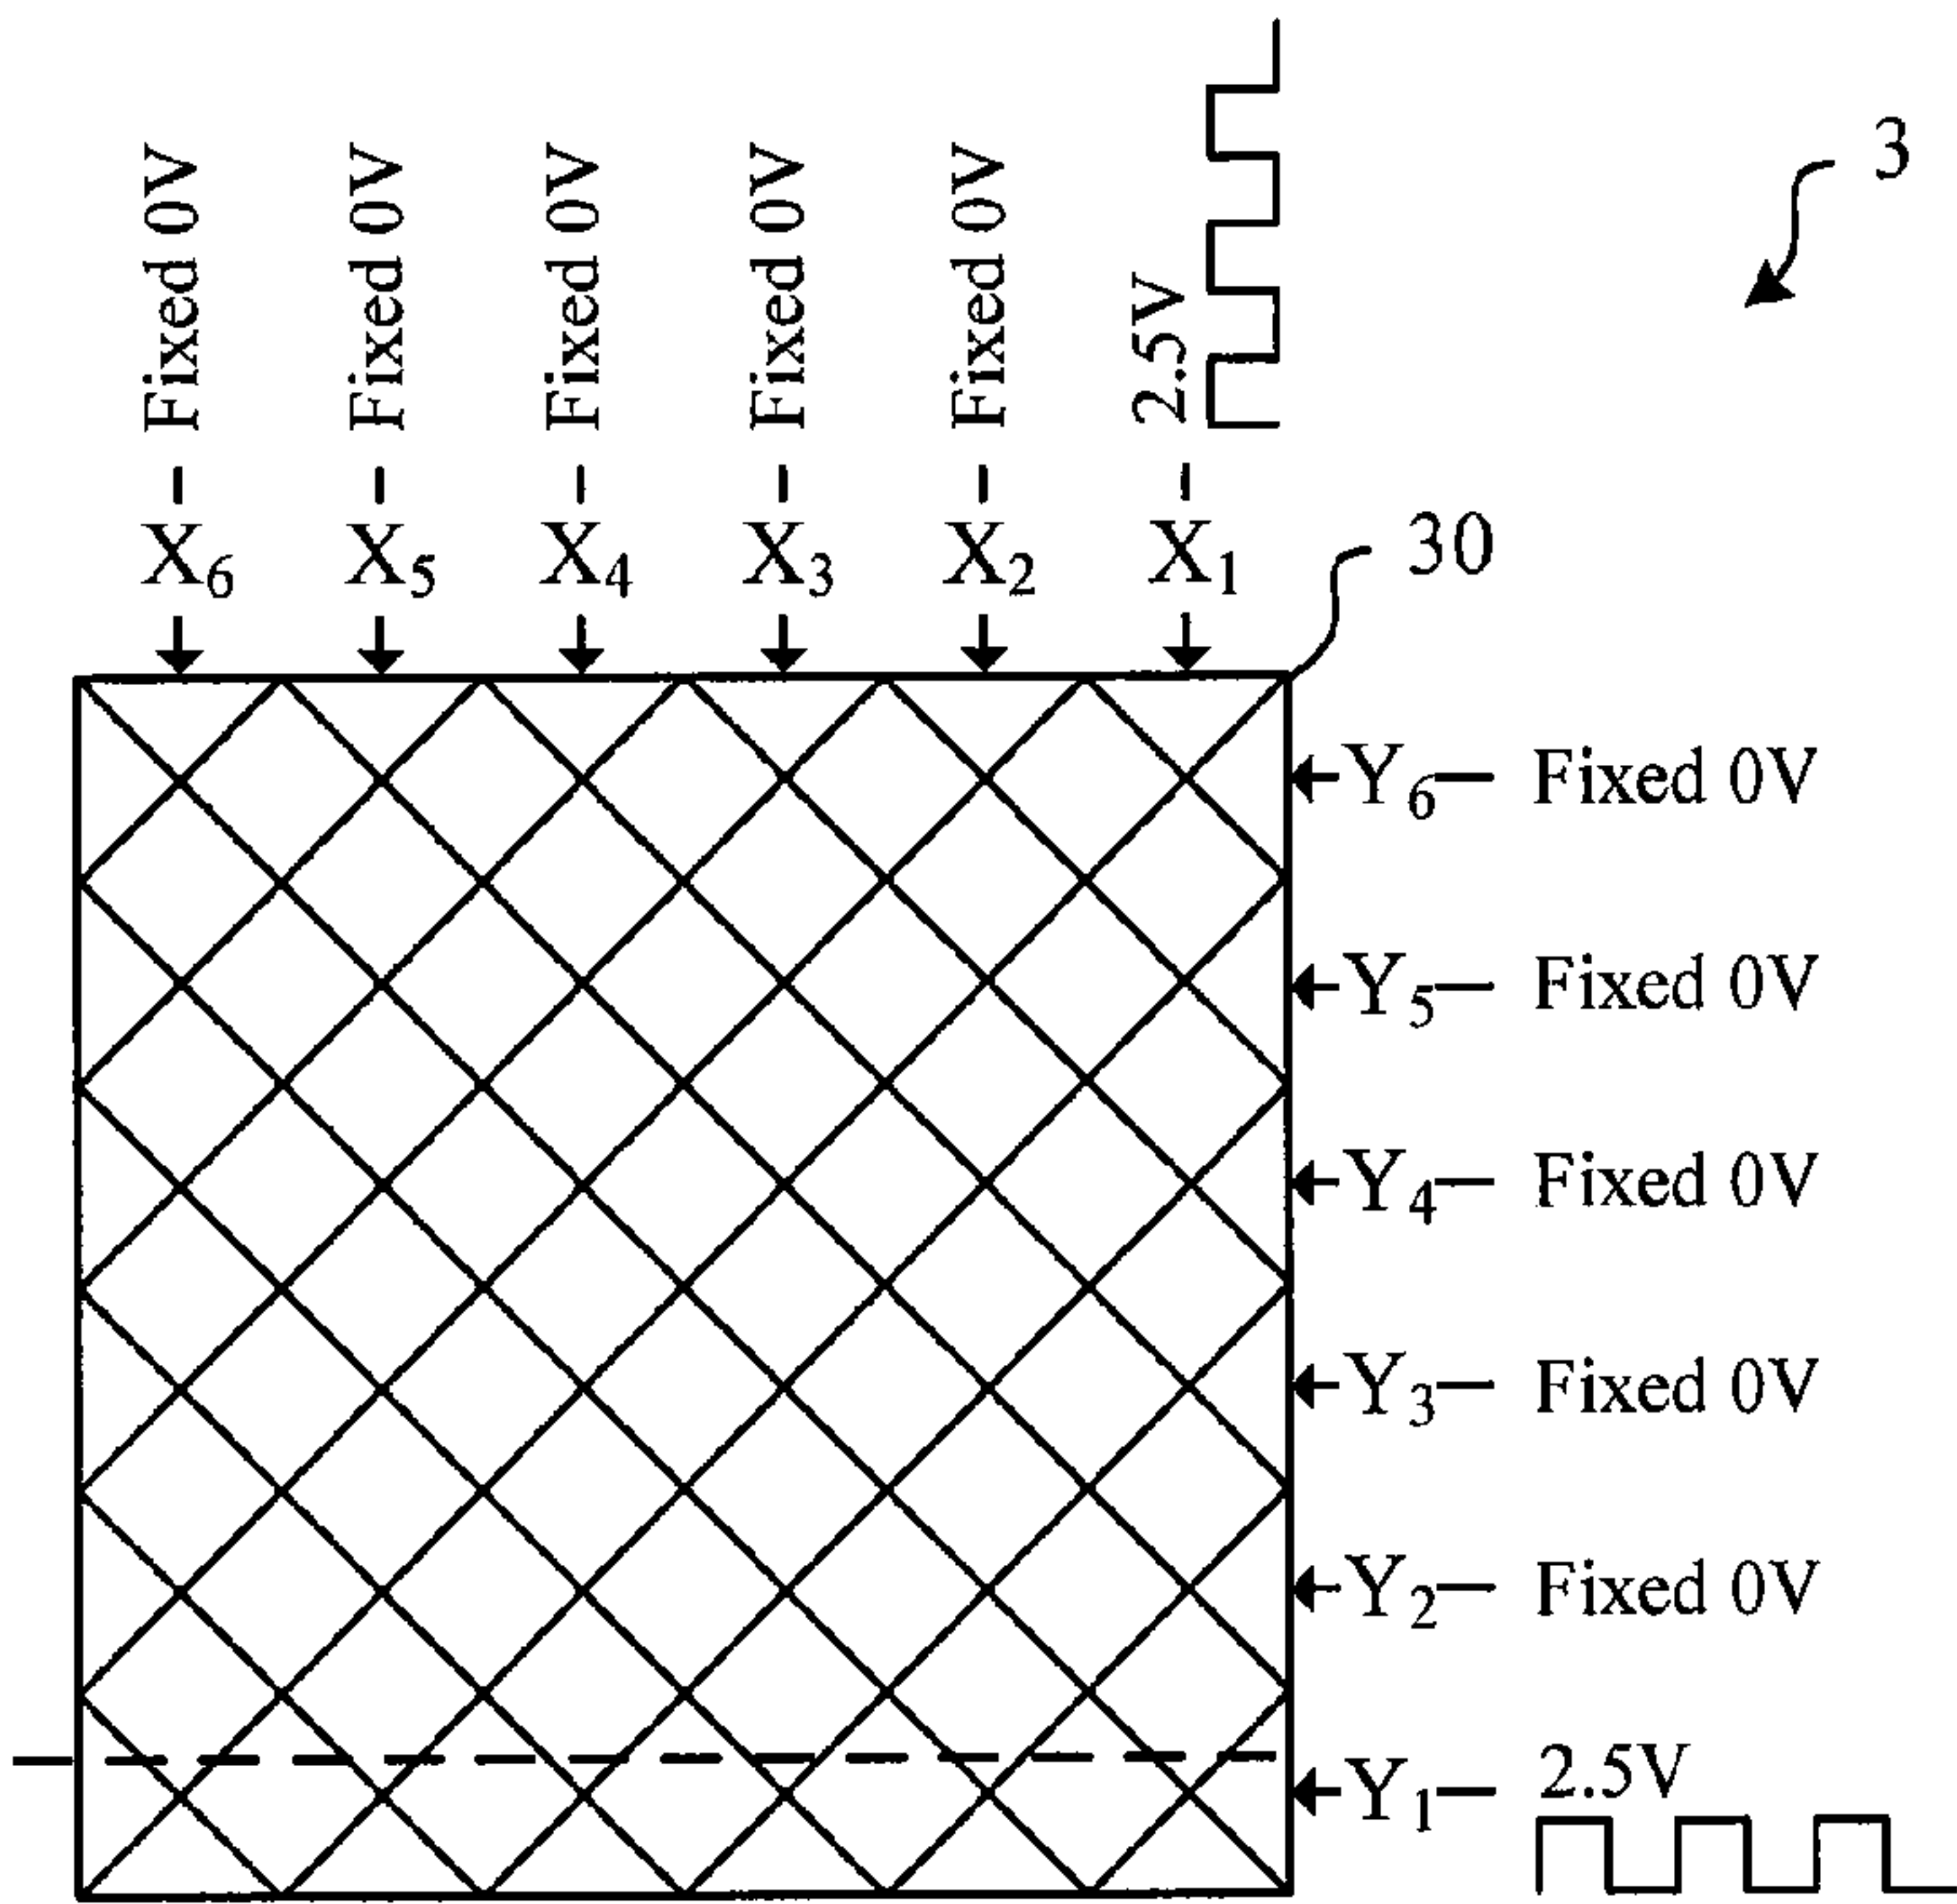 3
Fixed 0V
Fixed 0V
Fixed 0V
Fixed 0V
Fixed 0V
2.5V
X6
X5
X4
X3
X2
X1
30
Y6 Fixed 0V
Y5 Fixed 0V
Y4 Fixed 0V
Y3 Fixed 0V
Y2 Fixed 0V
Y1 2.5V